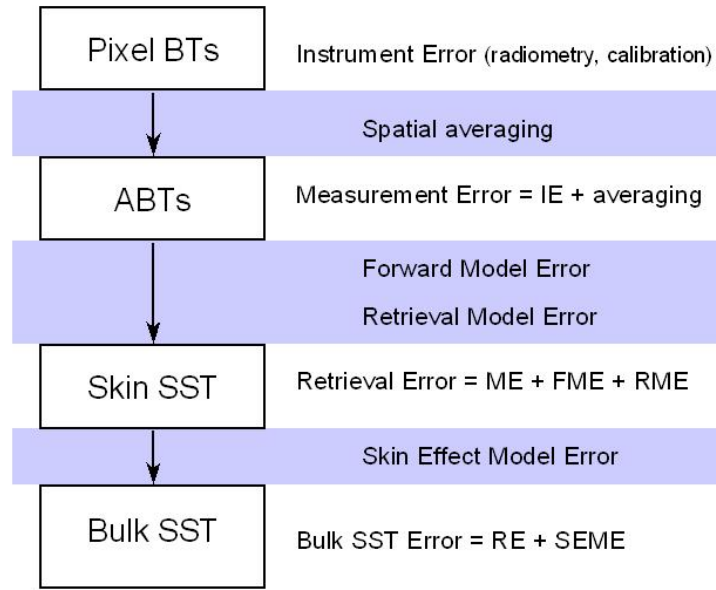 Pixel BTs
Instrument Error (radiometry, calibration)
Spatial averaging
ABTs
Measurement Error = IE + averaging
Forward Model Error
Retrieval Model Error
Skin SST
Retrieval Error = ME + FME + RME
Skin Effect Model Error
Bulk SST
Bulk SST Error = RE + SEME